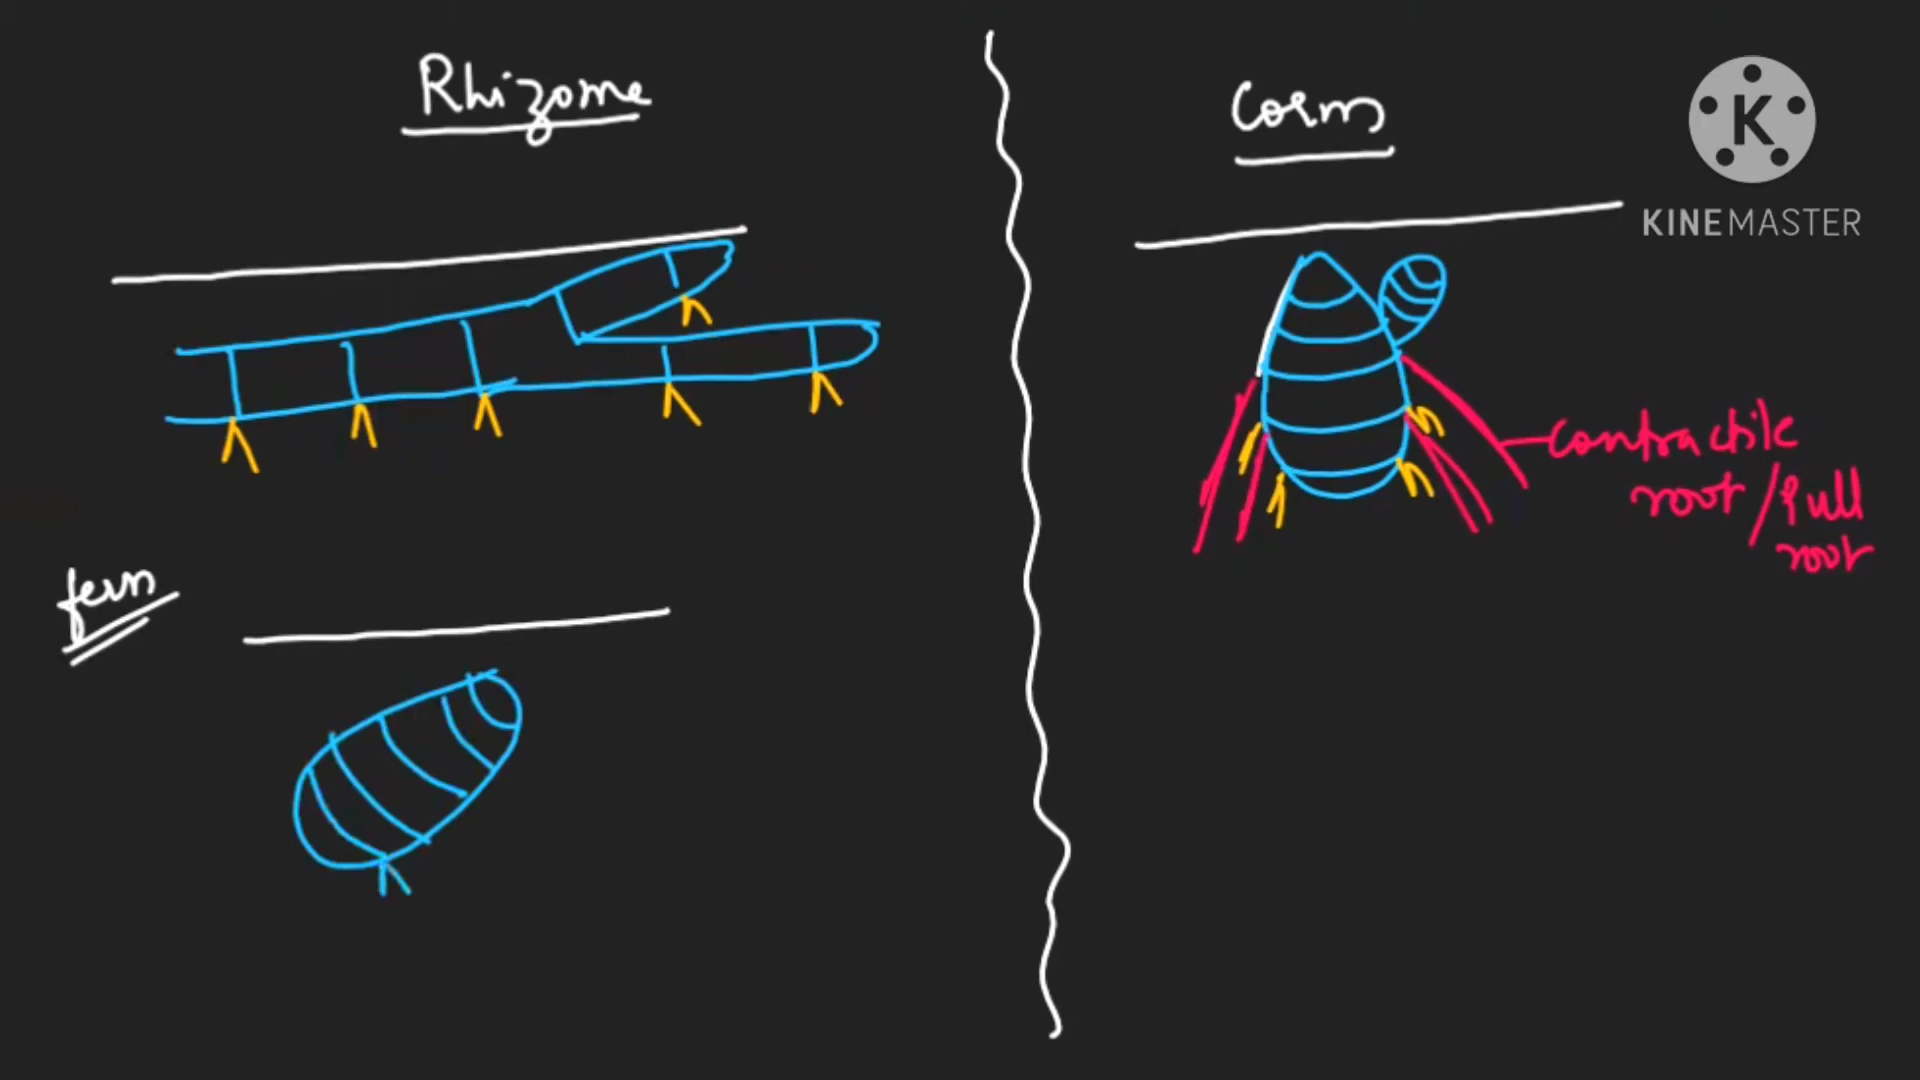 Rhizome
Corm
K
KINEMASTER
Contractile
root/Pull
root
fern